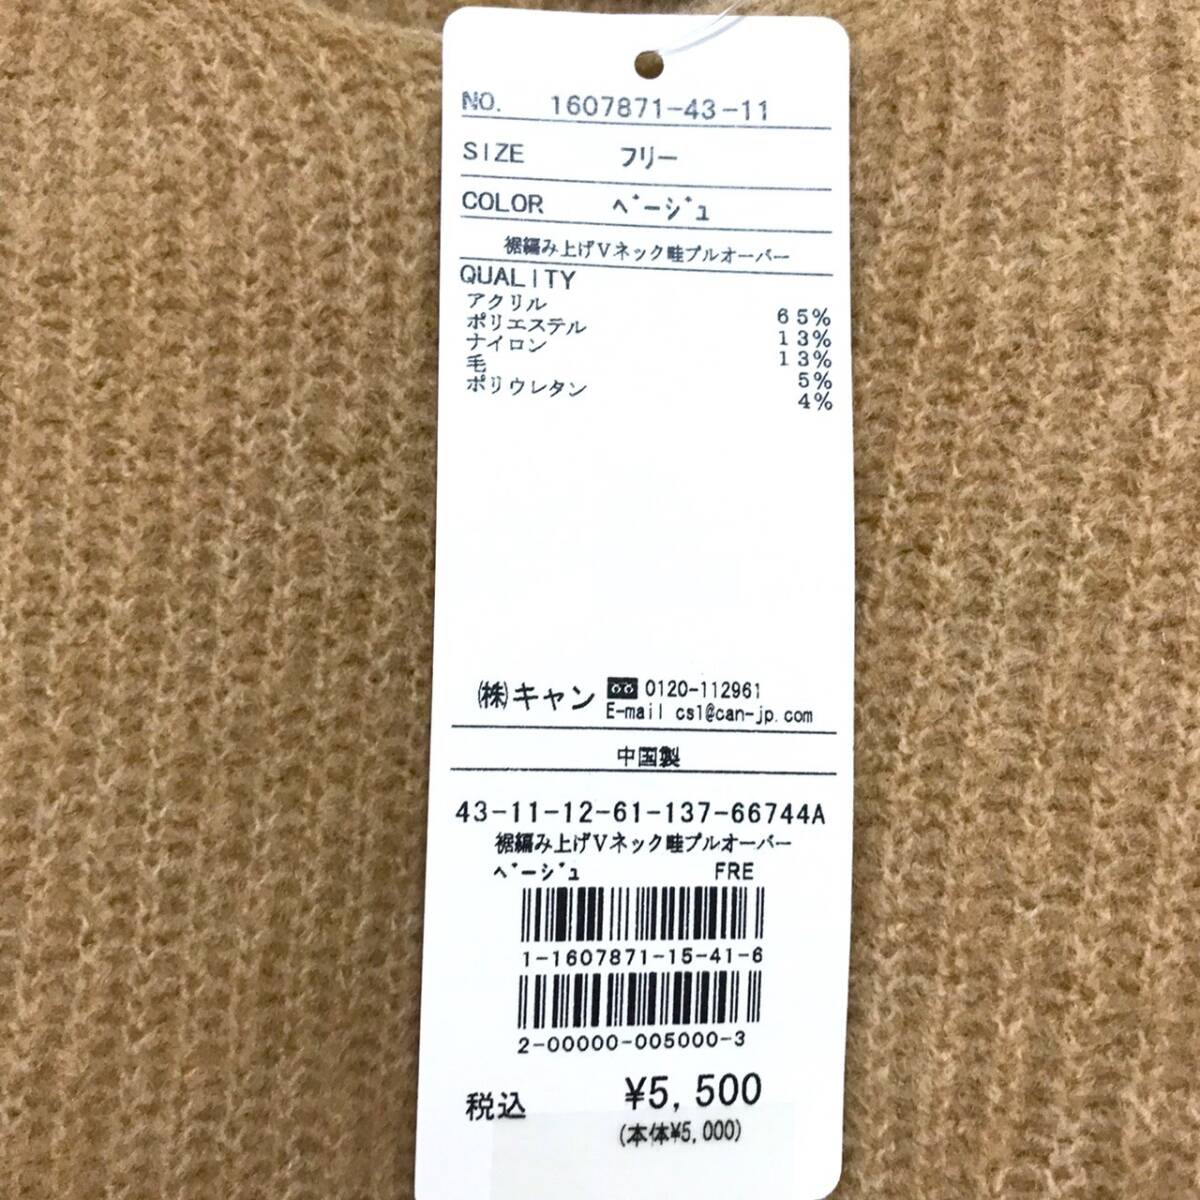 NO. 1607871-43-11
SIZE フリー
COLOR ﾍﾞｰｼﾞｭ
裾編み上げVネック畦プルオーバー
QUALITY
アクリル 65%
ポリエステル 13%
ナイロン 13%
毛 5%
ポリウレタン 4%
㈱キャン 0120-112961
E-mail cs1@can-jp.com
中国製
43-11-12-61-137-66744A
裾編み上げVネック畦プルオーバー
ﾍﾞｰｼﾞｭ FRE
1-1607871-15-41-6
2-00000-005000-3
税込 ¥5,500
(本体¥5,000)